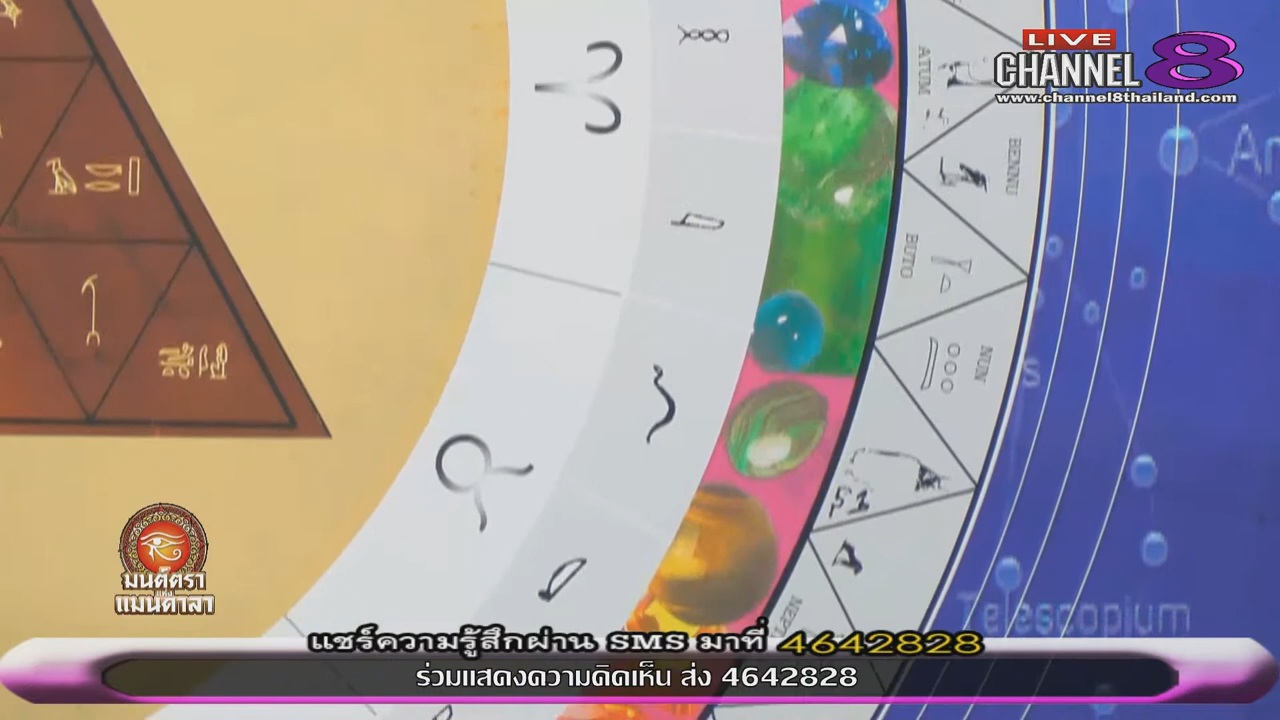 LIVE
CHANNEL 8
www.channel8thailand.com
ATUM
BENNU
BUTO
NUN
s
Telescopium
มนต์ตรา
แห่ง
แมนดาลา
แชร์ความรู้สึกผ่าน SMS มาที่ 4642828
ร่วมแสดงความคิดเห็น ส่ง 4642828